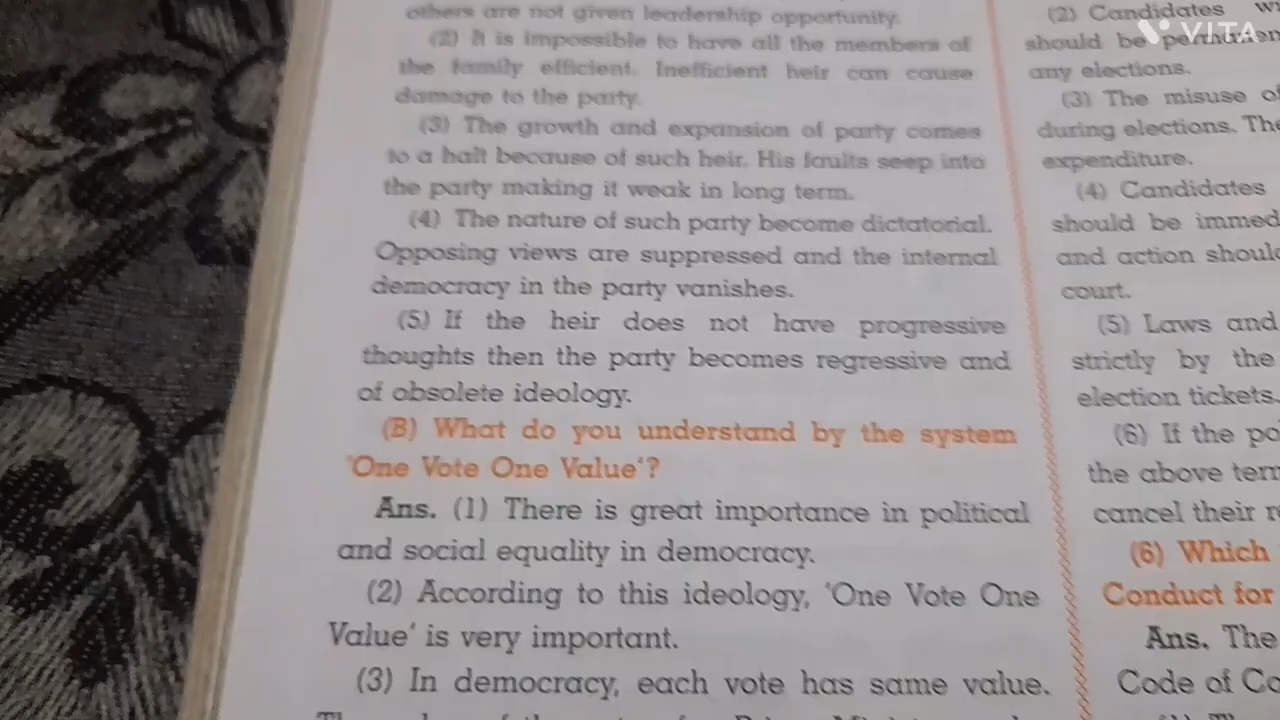 others are not given leadership opportunity.
(2) It is impossible to have all the members of
the family efficient. Inefficient heir can cause
damage to the party.
(3) The growth and expansion of party comes
to a halt because of such heir. His faults seep into
the party making it weak in long term.
(4) The nature of such party become dictatorial.
Opposing views are suppressed and the internal
democracy in the party vanishes.
(5) If the heir does not have progressive
thoughts then the party becomes regressive and
of obsolete ideology.
(B) What do you understand by the system
'One Vote One Value'?
Ans. (1) There is great importance in political
and social equality in democracy.
(2) According to this ideology, 'One Vote One
Value' is very important.
(3) In democracy, each vote has same value.
(2) Candidates
should be
any elections.
(3) The misuse
during elections.
expenditure.
(4) Candidates
should be
and action
court.
(5) Laws and
strictly by the
election tickets.
(6) If the
the above
cancel their
(6) Which
Conduct for
Ans. The
Code of
VITA